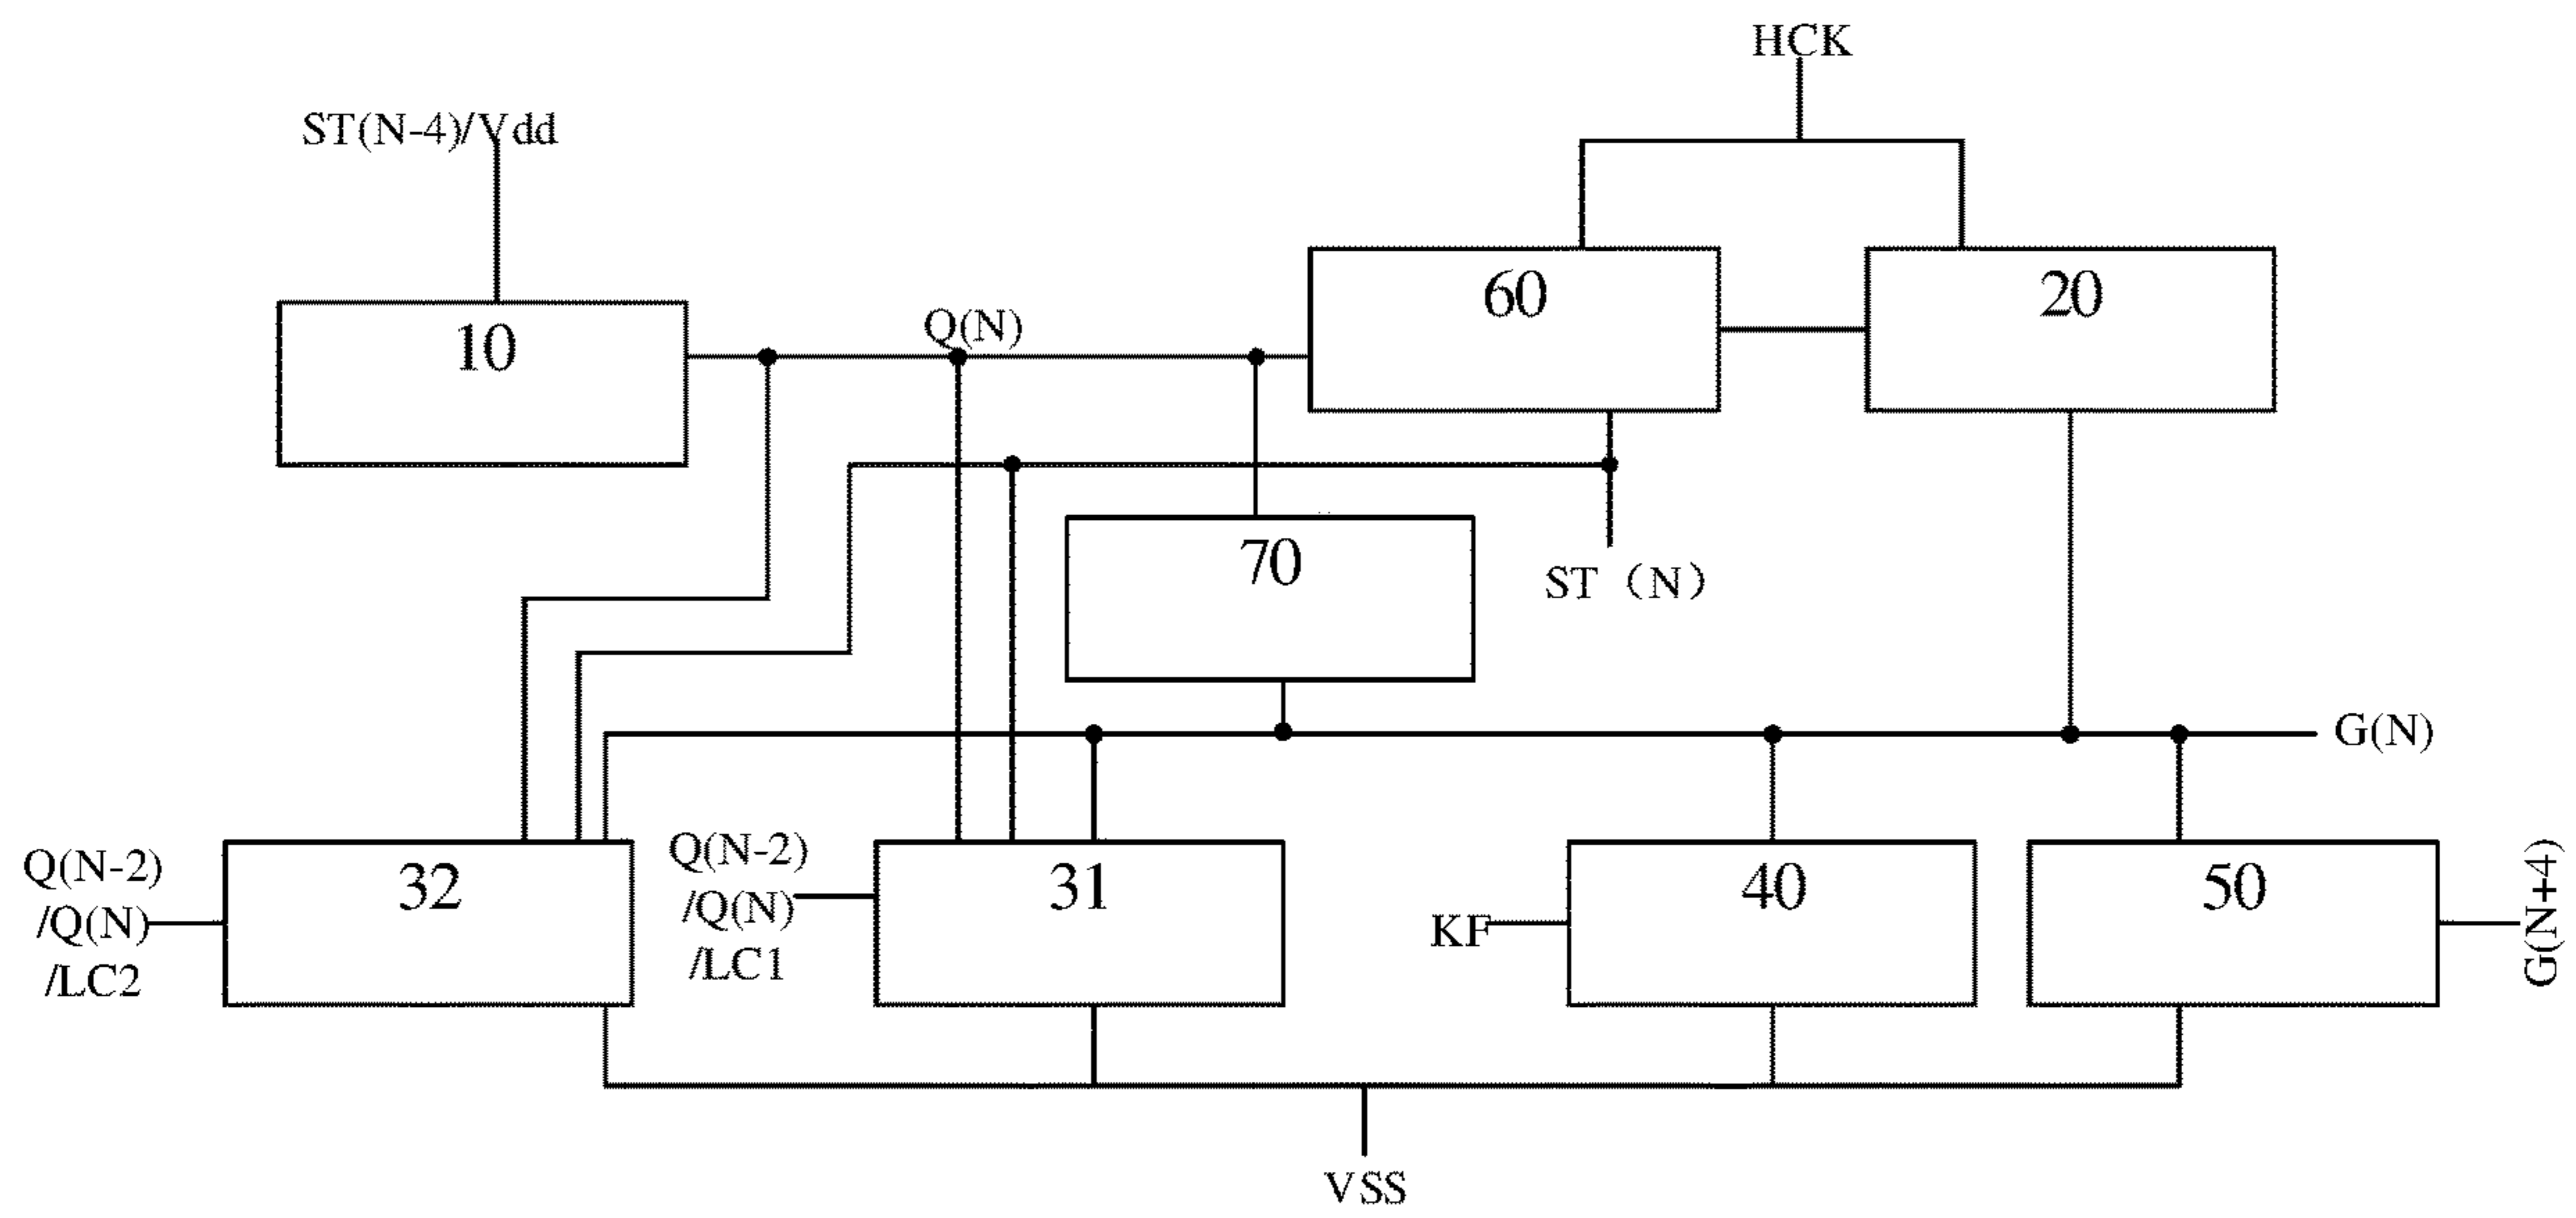 HCK
ST(N-4)/Vdd
60
20
10
Q(N)
70
ST（N）
G(N)
Q(N-2)
/Q(N)
/LC2
32
Q(N-2)
/Q(N)
/LC1
31
KF
40
50
G(N+4)
VSS